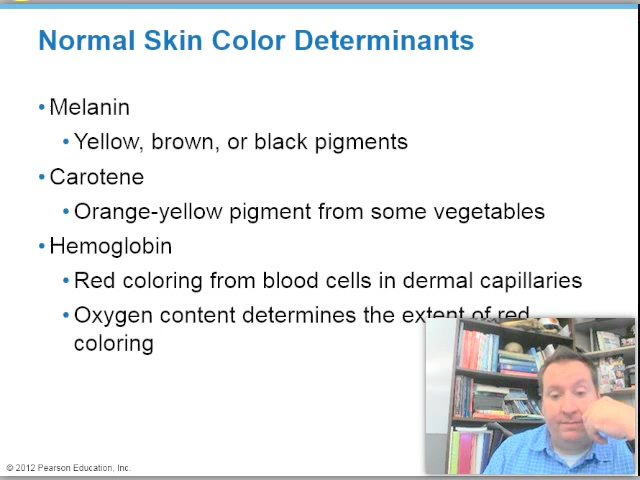 Normal Skin Color Determinants
• Melanin
• Yellow, brown, or black pigments
• Carotene
• Orange-yellow pigment from some vegetables
• Hemoglobin
• Red coloring from blood cells in dermal capillaries
• Oxygen content determines the extent of red
coloring
© 2012 Pearson Education, Inc.